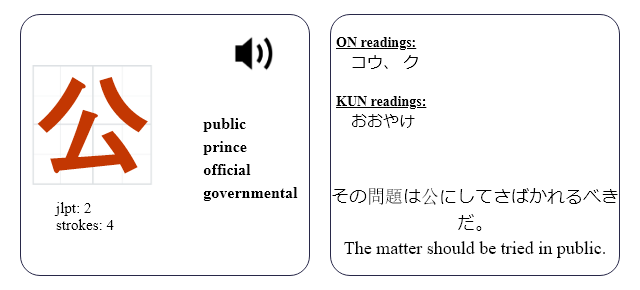 公
public
prince
official
governmental
jlpt: 2
strokes: 4
ON readings:
コウ、 ク
KUN readings:
おおやけ
その問題は公にしてさばかれるべき
だ。
The matter should be tried in public.